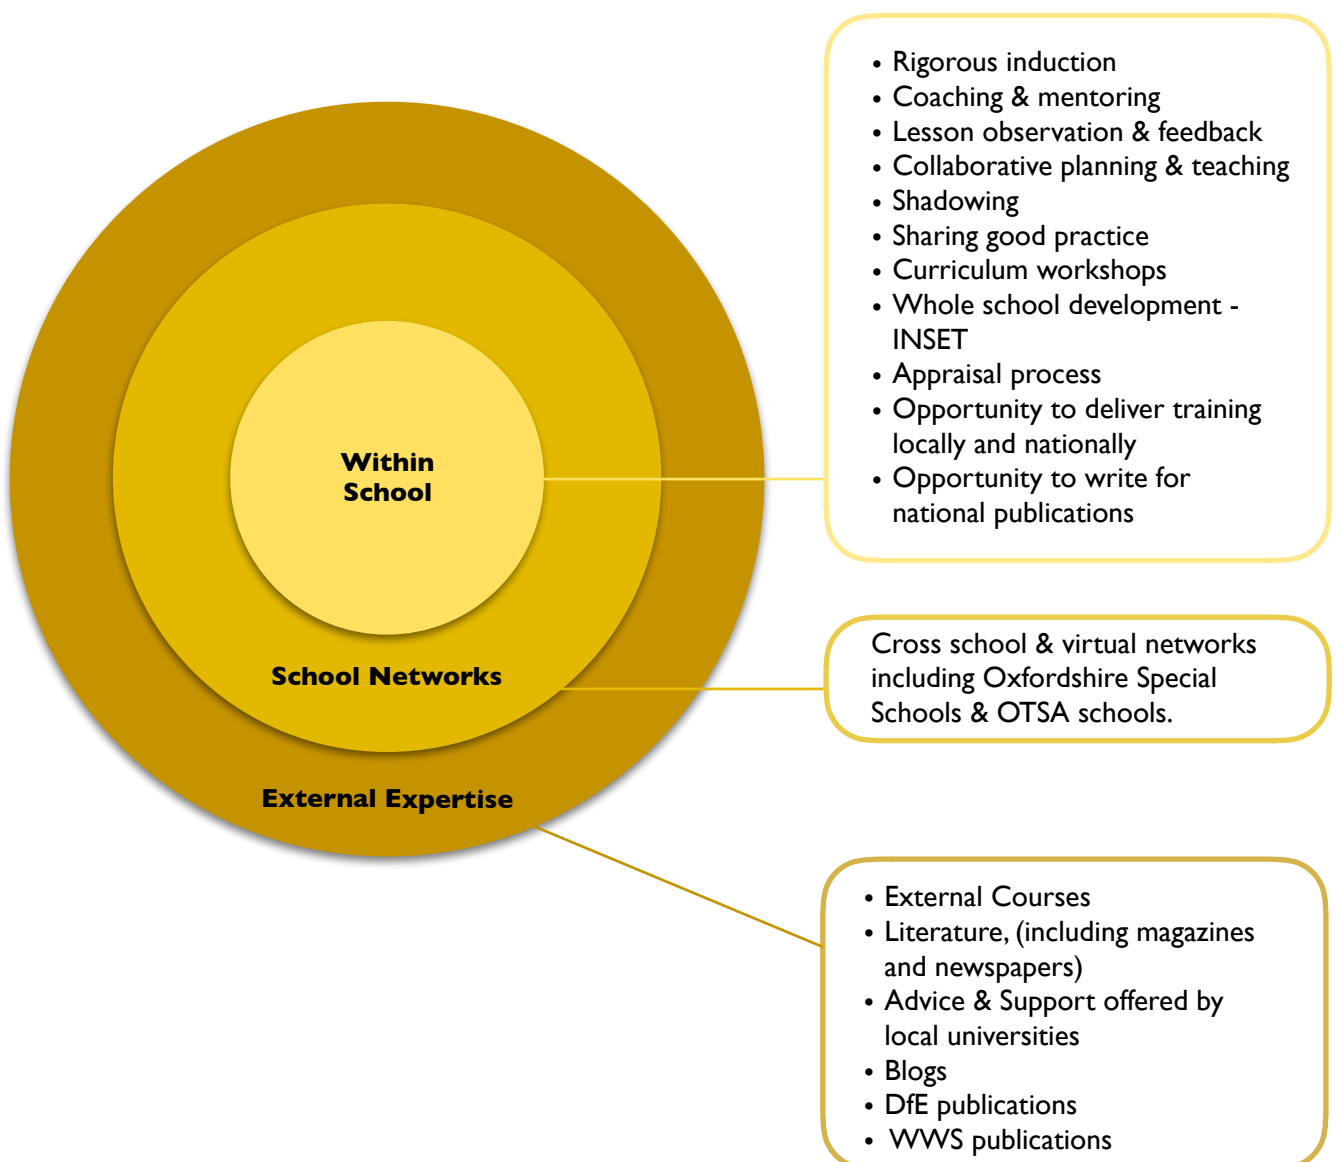 Within
School
School Networks
External Expertise
• Rigorous induction
• Coaching & mentoring
• Lesson observation & feedback
• Collaborative planning & teaching
• Shadowing
• Sharing good practice
• Curriculum workshops
• Whole school development -
INSET
• Appraisal process
• Opportunity to deliver training
locally and nationally
• Opportunity to write for
national publications
Cross school & virtual networks
including Oxfordshire Special
Schools & OTSA schools.
• External Courses
• Literature, (including magazines
and newspapers)
• Advice & Support offered by
local universities
• Blogs
• DfE publications
• WWS publications